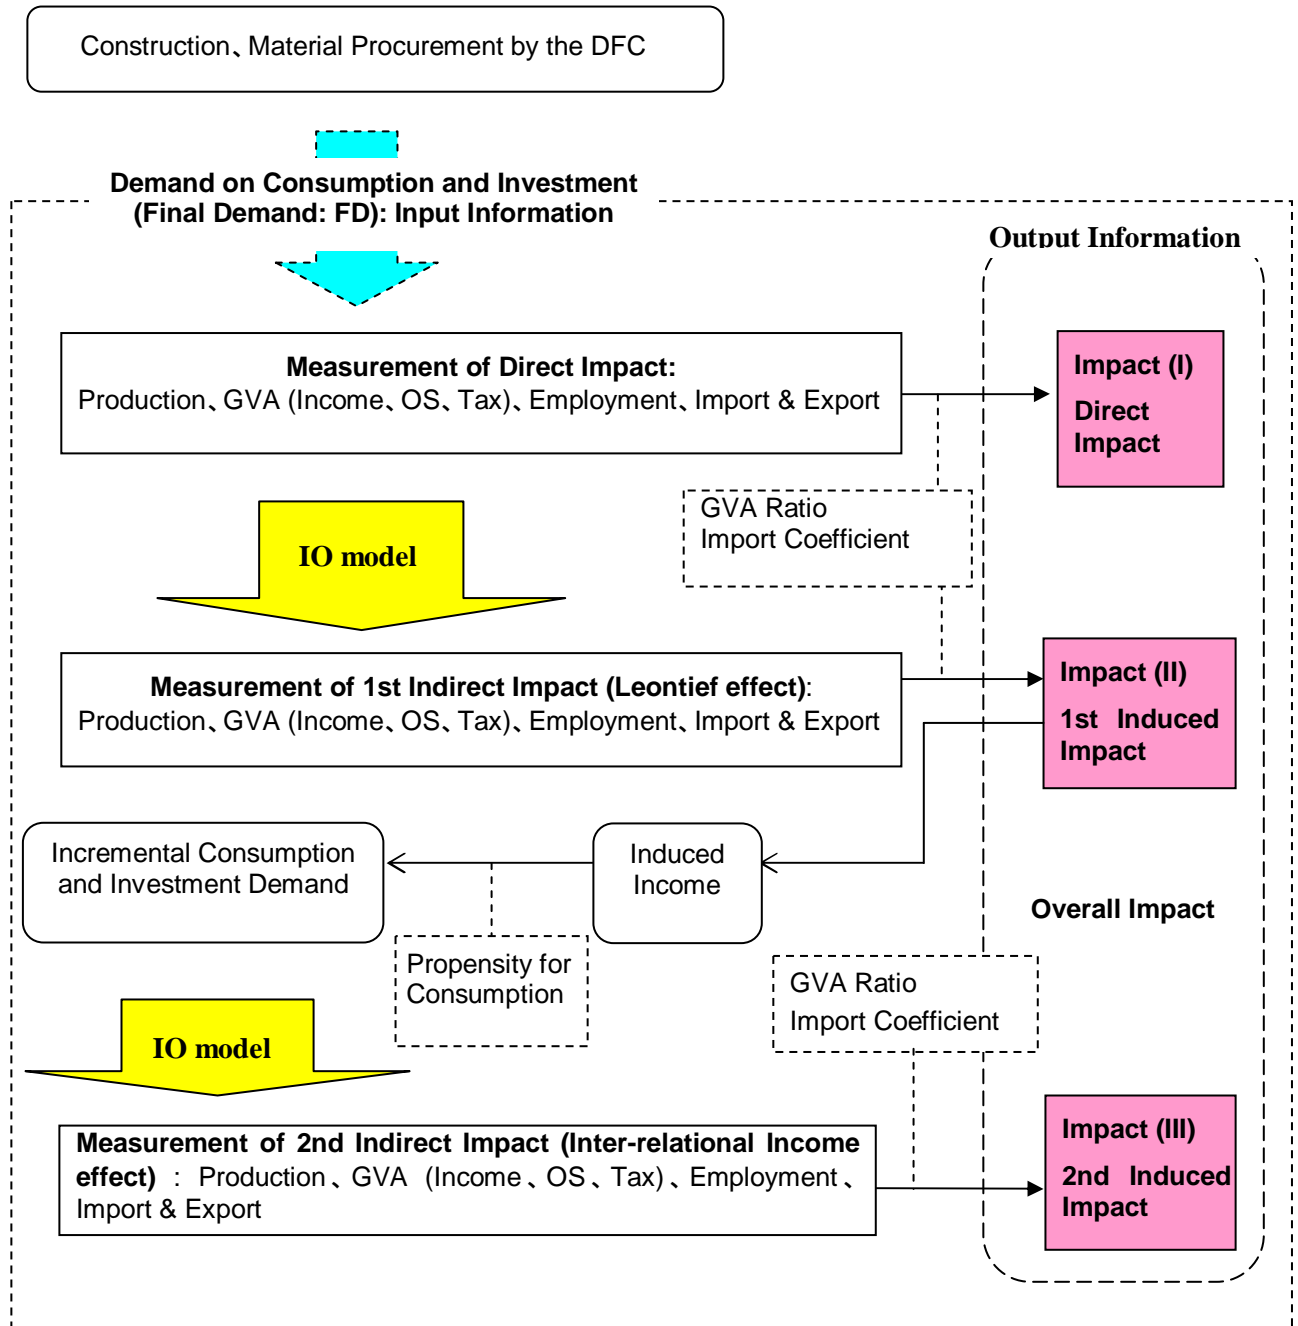 Construction、Material Procurement by the DFC
Demand on Consumption and Investment
(Final Demand: FD): Input Information
Output Information
Measurement of Direct Impact:
Production、GVA (Income、OS、Tax)、Employment、Import & Export
Impact (I)
Direct
Impact
GVA Ratio
Import Coefficient
IO model
Measurement of 1st Indirect Impact (Leontief effect):
Production、GVA (Income、OS、Tax)、Employment、Import & Export
Impact (II)
1st Induced
Impact
Incremental Consumption
and Investment Demand
Induced
Income
Overall Impact
Propensity for
Consumption
GVA Ratio
Import Coefficient
IO model
Measurement of 2nd Indirect Impact (Inter-relational Income
effect) : Production、GVA (Income、OS、Tax)、Employment、
Import & Export
Impact (III)
2nd Induced
Impact